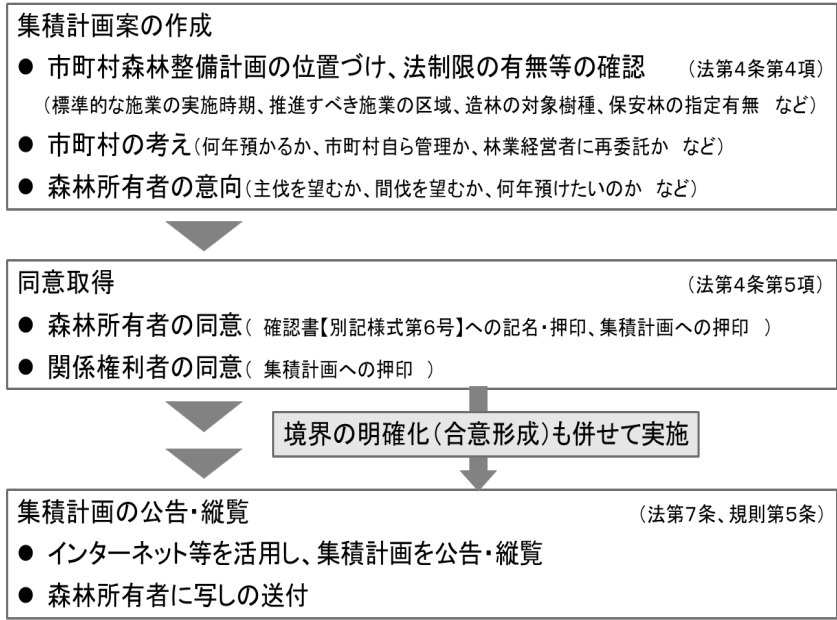 集積計画案の作成
● 市町村森林整備計画の位置づけ、法制限の有無等の確認 (法第4条第4項)
(標準的な施業の実施時期、推進すべき施業の区域、造林の対象樹種、保安林の指定有無 など)
● 市町村の考え(何年預かるか、市町村自ら管理か、林業経営者に再委託か など)
● 森林所有者の意向(主伐を望むか、間伐を望むか、何年預けたいのか など)
同意取得 (法第4条第5項)
● 森林所有者の同意( 確認書【別記様式第6号】への記名・押印、集積計画への押印 )
● 関係権利者の同意( 集積計画への押印 )
境界の明確化(合意形成)も併せて実施
集積計画の公告・縦覧 (法第7条、規則第5条)
● インターネット等を活用し、集積計画を公告・縦覧
● 森林所有者に写しの送付